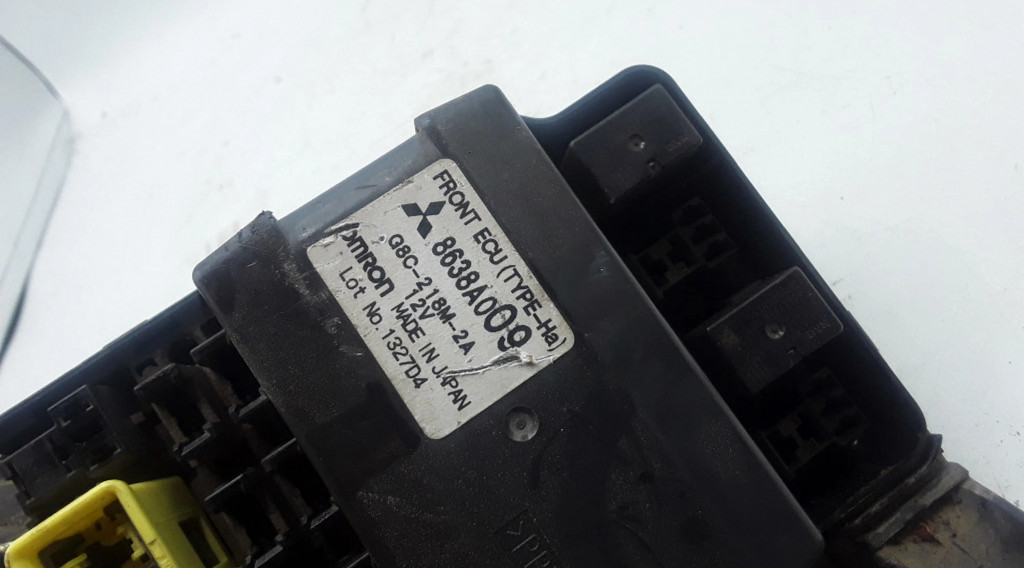 FRONT ECU (TYPE-Ha)
8638A009
omron G8C-218M-2A
12V MADE IN JAPAN
Lot No. 1327D4